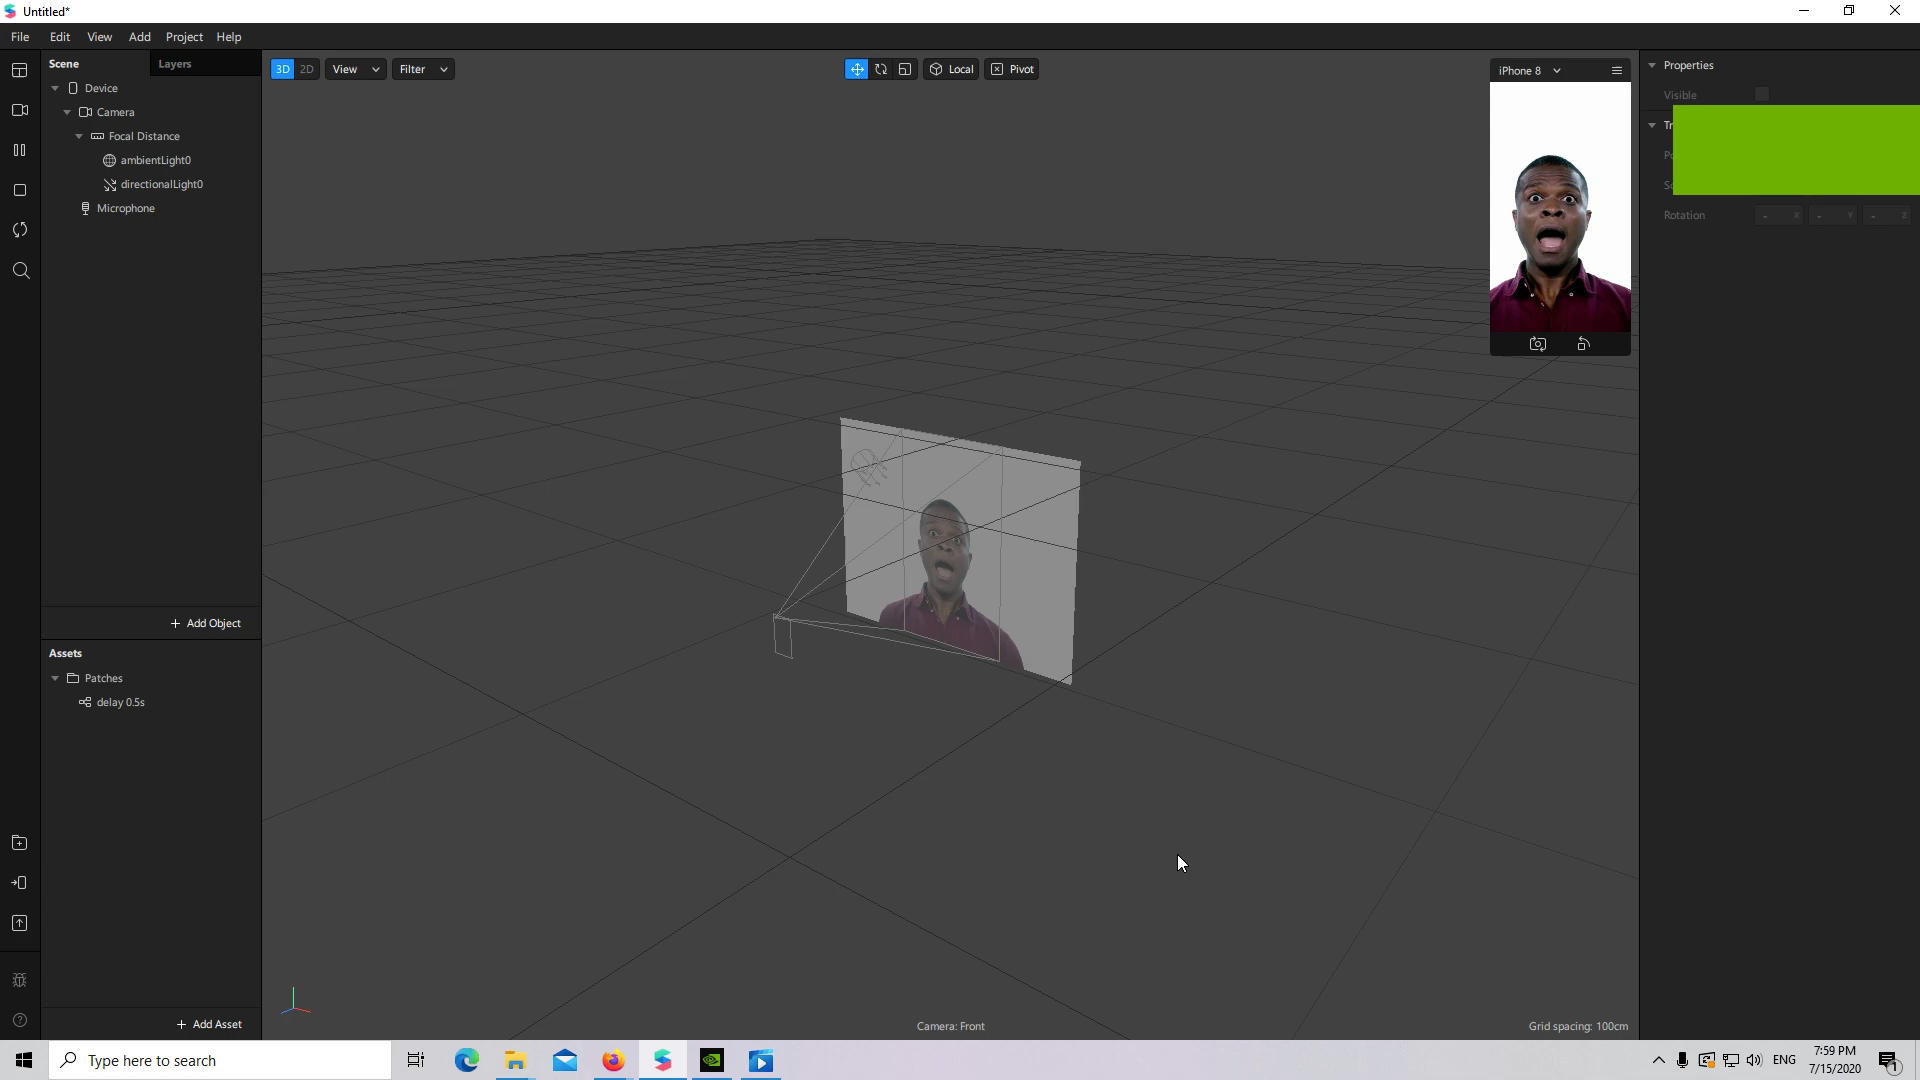 Untitled*
File Edit View Add Project Help
Scene Layers
3D 2D View Filter Local Pivot
iPhone 8
Properties
Device
Visible
Camera
Focal Distance
ambientLight0
directionalLight0
Microphone
Rotation - X - Y - Z
+ Add Object
Assets
Patches
delay 0.5s
+ Add Asset
Camera: Front
Grid spacing: 100cm
Type here to search
ENG
7:59 PM
7/15/2020
1